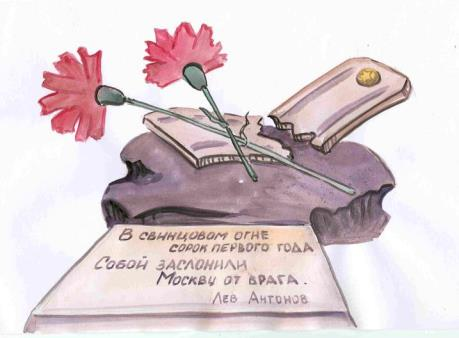 В свинцовом огне
сорок первого года
Собой заслонили
Москву от врага.
Лев Антонов